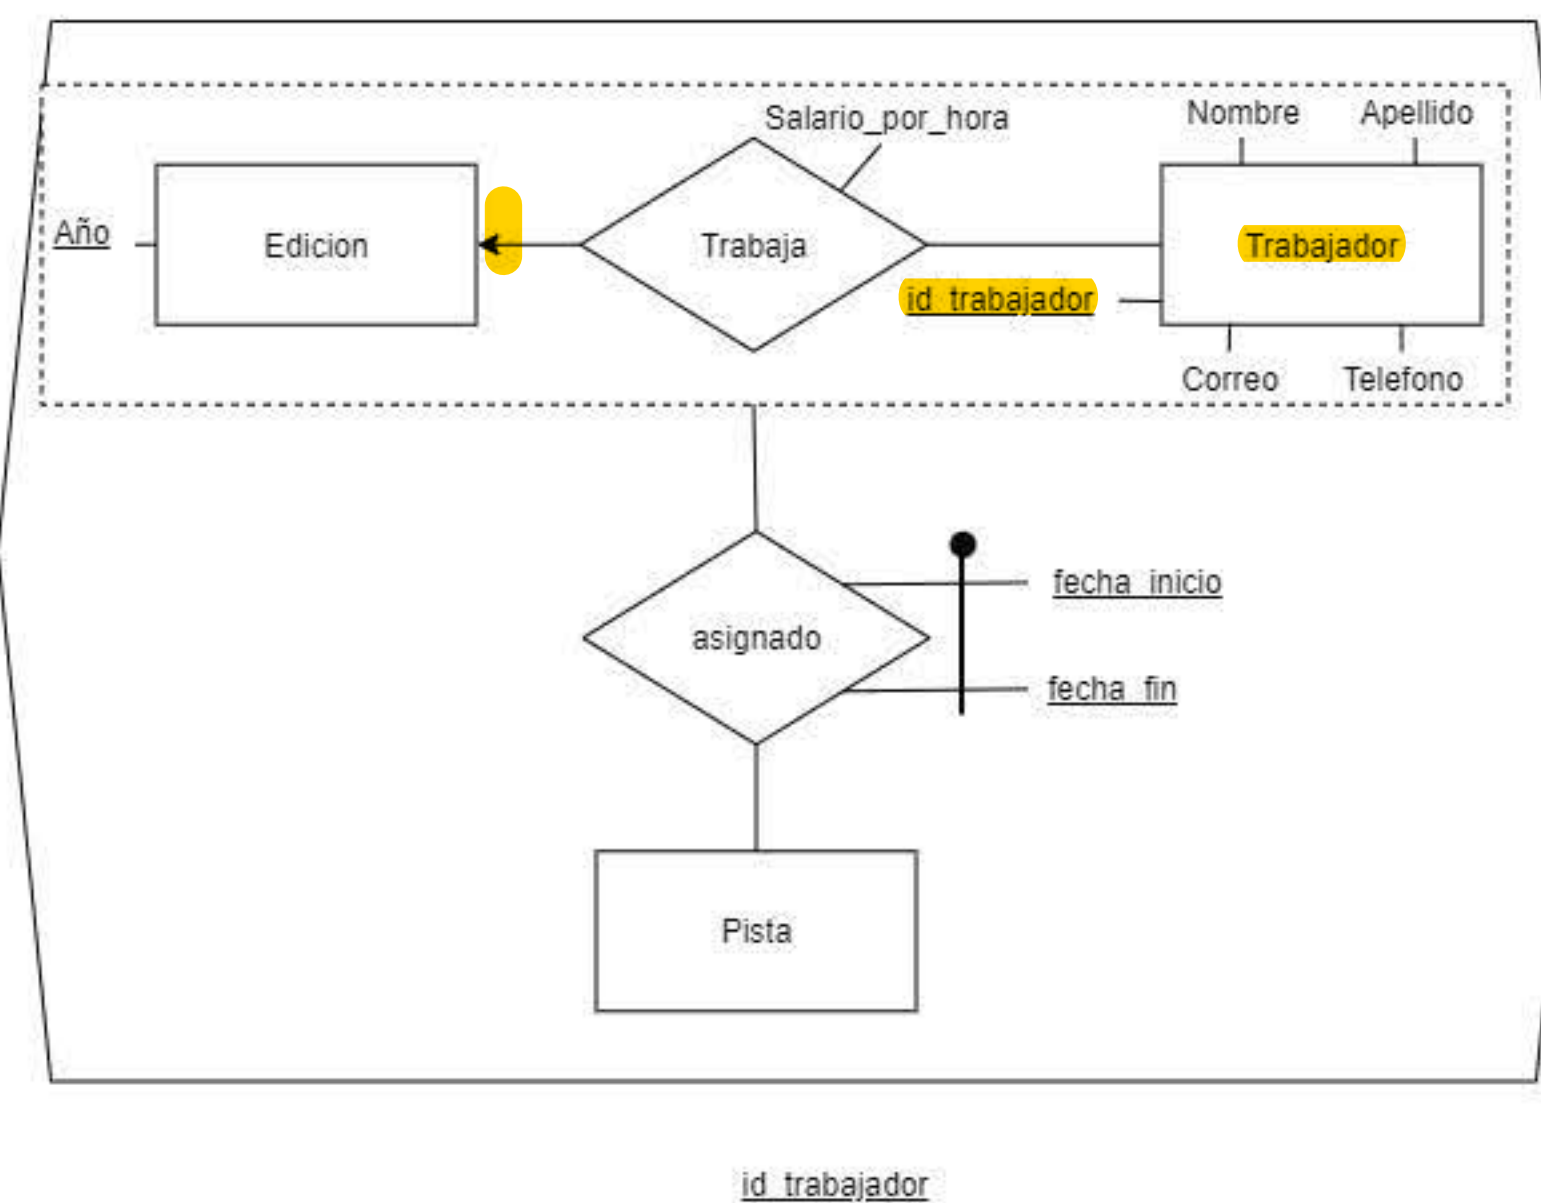 Salario_por_hora
Nombre
Apellido
Año
Edicion
Trabaja
Trabajador
id_trabajador
Correo
Telefono
fecha_inicio
asignado
fecha_fin
Pista
id_trabajador